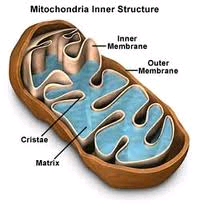 Mitochondria Inner Structure
Inner
Membrane
Outer
Membrane
Cristae
Matrix